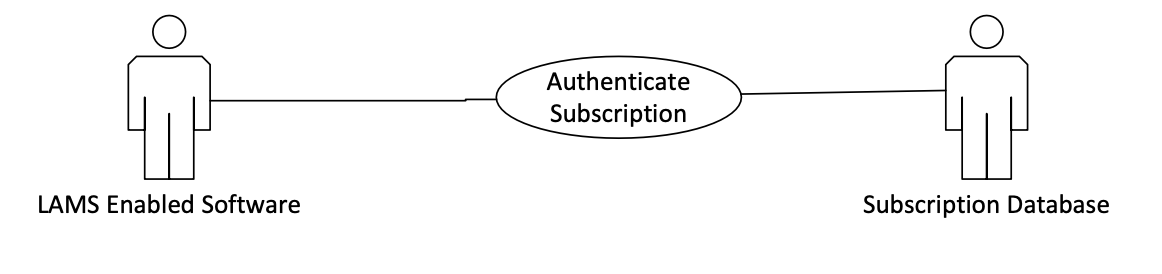 Authenticate
Subscription
LAMS Enabled Software
Subscription Database